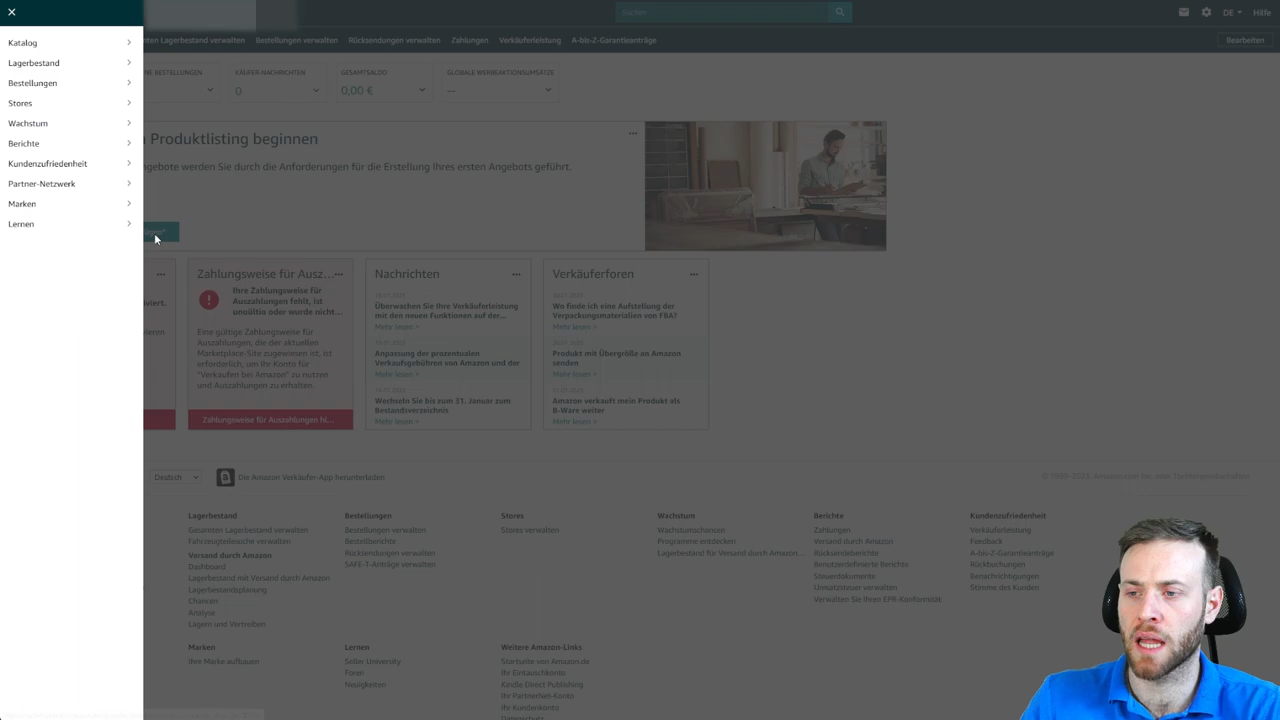 Suchen
DE
Hilfe
Katalog
Lagerbestand
Bestellungen
Stores
Wachstum
Berichte
Kundenzufriedenheit
Partner-Netzwerk
Marken
Lernen
Lagerbestand verwalten
Bestellungen verwalten
Rücksendungen verwalten
Zahlungen
Verkäuferleistung
A-bis-Z-Garantieanträge
Bearbeiten
BESTELLUNGEN
KÄUFER-NACHRICHTEN
0
GESAMTSALDO
0,00 €
GLOBALE WERBEAKTIONSUMSÄTZE
--
Produktlisting beginnen
werden Sie durch die Anforderungen für die Erstellung Ihres ersten Angebots geführt.
Zahlungsweise für Ausz...
Ihre Zahlungsweise für
Auszahlungen fehlt, ist
ungültig oder wurde nicht...
Eine gültige Zahlungsweise für
Auszahlungen, die der aktuellen
Marketplace-Site zugewiesen ist, ist
erforderlich, um Ihr Konto für
"Verkaufen bei Amazon" zu nutzen
und Auszahlungen zu erhalten.
Zahlungsweise für Auszahlungen hi...
Nachrichten
Überwachen Sie Ihre Verkäuferleistung
mit den neuen Funktionen auf der...
Mehr lesen >
Anpassung der prozentualen
Verkaufsgebühren von Amazon und der
Mehr lesen >
Wechseln Sie bis zum 31. Januar zum
Bestandsverzeichnis
Mehr lesen >
Verkäuferforen
Wo finde ich eine Aufstellung der
Verpackungsmaterialien von FBA?
Mehr lesen >
Produkt mit Übergröße an Amazon
senden
Mehr lesen >
Amazon verkauft mein Produkt als
B-Ware weiter
Mehr lesen >
Deutsch
Die Amazon Verkäufer-App herunterladen
Lagerbestand
Gesamten Lagerbestand verwalten
Fahrzeugteilesuche verwalten
Versand durch Amazon
Dashboard
Lagerbestand mit Versand durch Amazon
Lagerbestandsplanung
Chancen
Analyse
Lagern und Vertreiben
Bestellungen
Bestellungen verwalten
Bestellberichte
Rücksendungen verwalten
SAFE-T-Anträge verwalten
Stores
Stores verwalten
Wachstum
Wachstumschancen
Programme entdecken
Lagerbestand für Versand durch Amazon...
Berichte
Zahlungen
Versand durch Amazon
Rücksendeberichte
Benutzerdefinierte Berichte
Steuerdokumente
Umsatzsteuer verwalten
Verwalten Sie Ihren EPR-Konformität
Kundenzufriedenheit
Verkäuferleistung
Feedback
A-bis-Z-Garantieanträge
Rückbuchungen
Benachrichtigungen
Stimme des Kunden
Marken
Ihre Marke aufbauen
Lernen
Seller University
Foren
Neuigkeiten
Weitere Amazon-Links
Startseite von Amazon.de
Ihr Eintauschkonto
Kindle Direct Publishing
Ihr PartnerNet-Konto
Ihr Kundenkonto